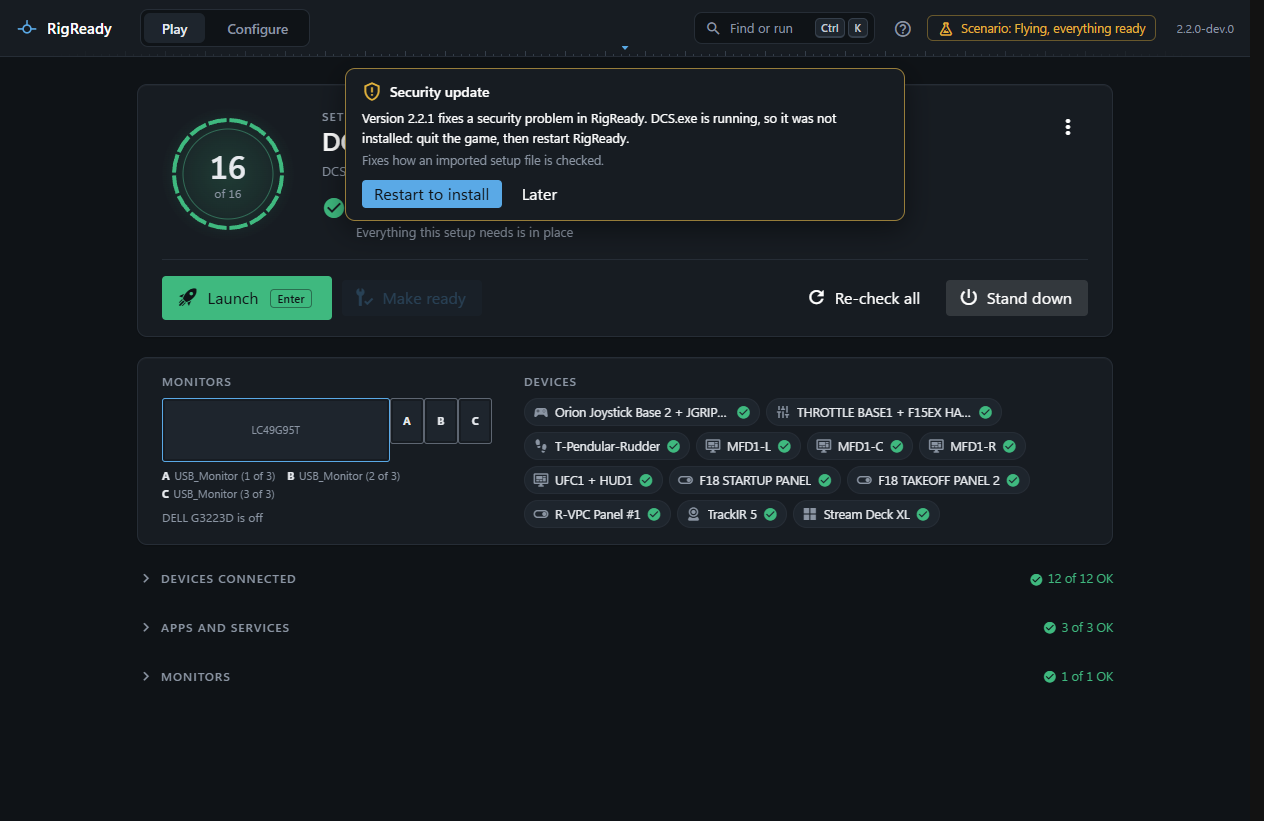 RigReady
Play
Configure
Find or run
Ctrl
K
Scenario: Flying, everything ready
2.2.0-dev.0
Security update
Version 2.2.1 fixes a security problem in RigReady. DCS.exe is running, so it was not
installed: quit the game, then restart RigReady.
Fixes how an imported setup file is checked.
Restart to install
Later
16
of 16
SET
DCS
Everything this setup needs is in place
Launch
Enter
Make ready
Re-check all
Stand down
MONITORS
LC49G95T
A
B
C
A USB_Monitor (1 of 3) B USB_Monitor (2 of 3)
C USB_Monitor (3 of 3)
DELL G3223D is off
DEVICES
Orion Joystick Base 2 + JGRIP...
THROTTLE BASE1 + F15EX HA...
T-Pendular-Rudder
MFD1-L
MFD1-C
MFD1-R
UFC1 + HUD1
F18 STARTUP PANEL
F18 TAKEOFF PANEL 2
R-VPC Panel #1
TrackIR 5
Stream Deck XL
DEVICES CONNECTED
12 of 12 OK
APPS AND SERVICES
3 of 3 OK
MONITORS
1 of 1 OK